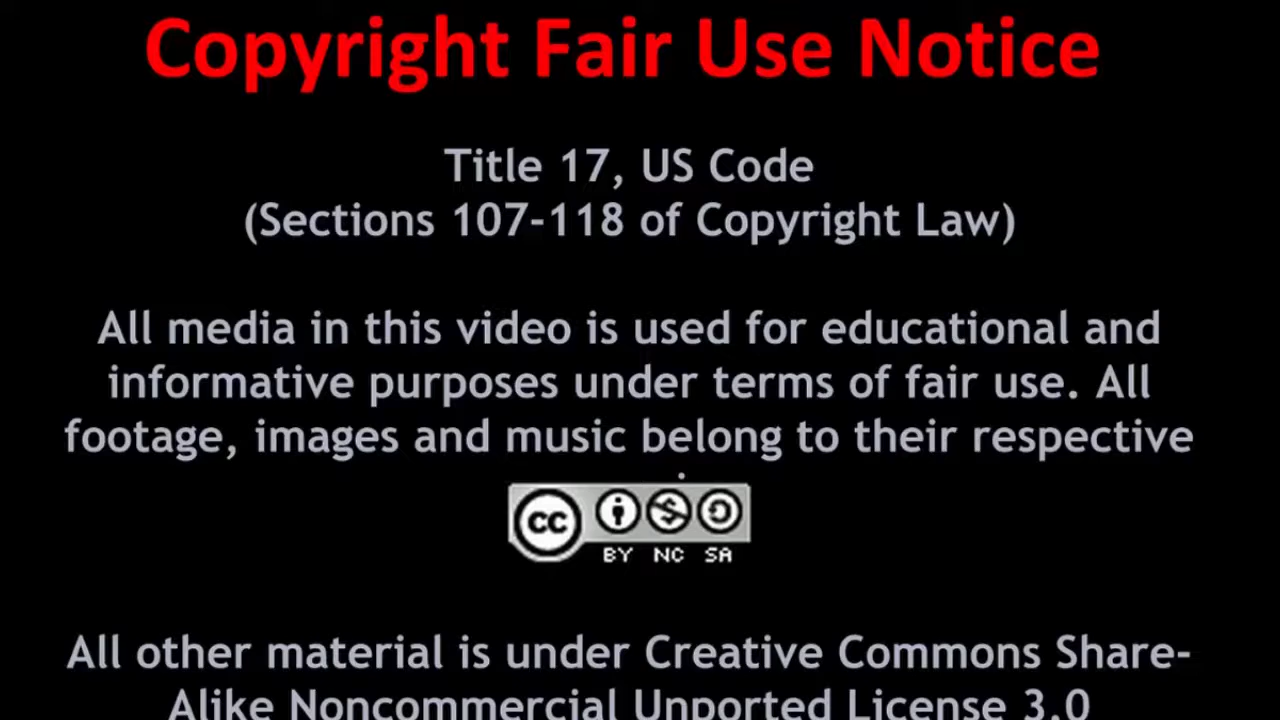 Copyright Fair Use Notice
Title 17, US Code
(Sections 107-118 of Copyright Law)
All media in this video is used for educational and
informative purposes under terms of fair use. All
footage, images and music belong to their respective
cc
BY NC SA
All other material is under Creative Commons Share-
Alike Noncommercial Unported License 3.0